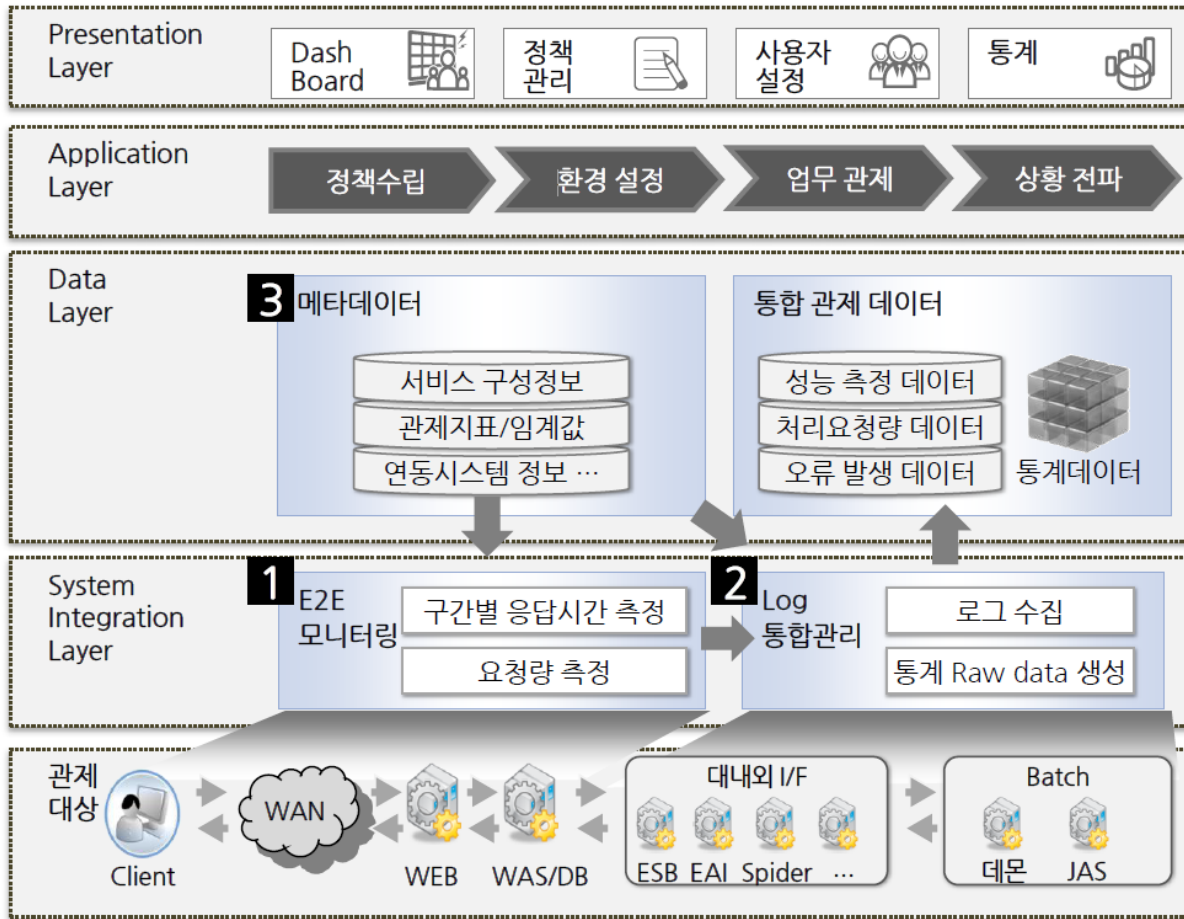 Presentation
Layer
Dash
Board
정책
관리
사용자
설정
통계
Application
Layer
정책수립
환경 설정
업무 관제
상황 전파
Data
Layer
3
메타데이터
서비스 구성정보
관제지표/임계값
연동시스템 정보 …
통합 관제 데이터
성능 측정 데이터
처리요청량 데이터
오류 발생 데이터
통계데이터
System
Integration
Layer
1
E2E
모니터링
구간별 응답시간 측정
요청량 측정
2
Log
통합관리
로그 수집
통계 Raw data 생성
관제
대상
Client
WAN
WEB
WAS/DB
대내외 I/F
ESB
EAI
Spider
…
Batch
데몬
JAS